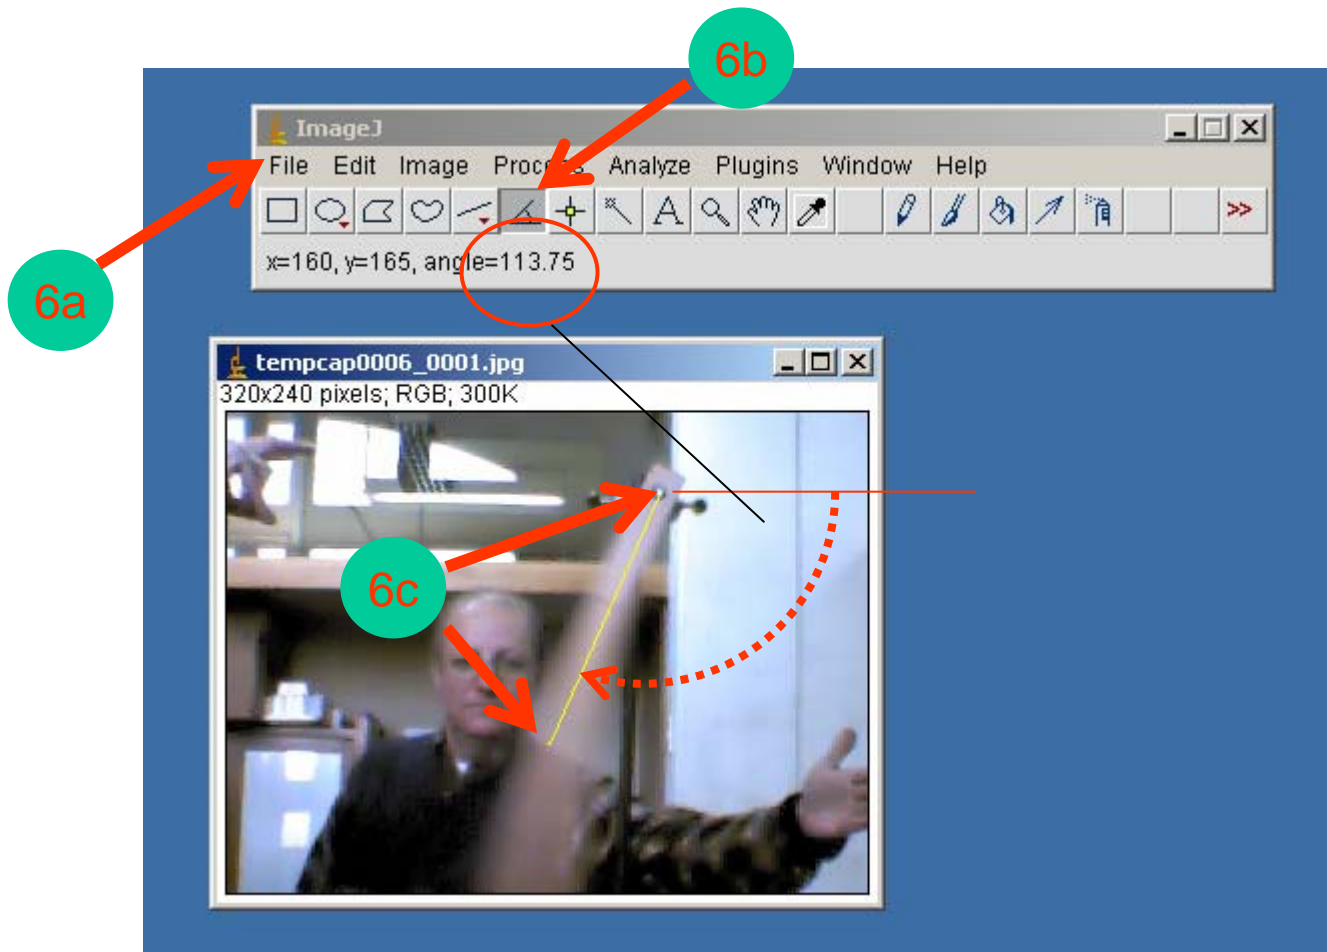 6b
ImageJ
File Edit Image Process Analyze Plugins Window Help
A >>
x=160, y=165, angle=113.75
6a
tempcap0006_0001.jpg
320x240 pixels; RGB; 300K
6c